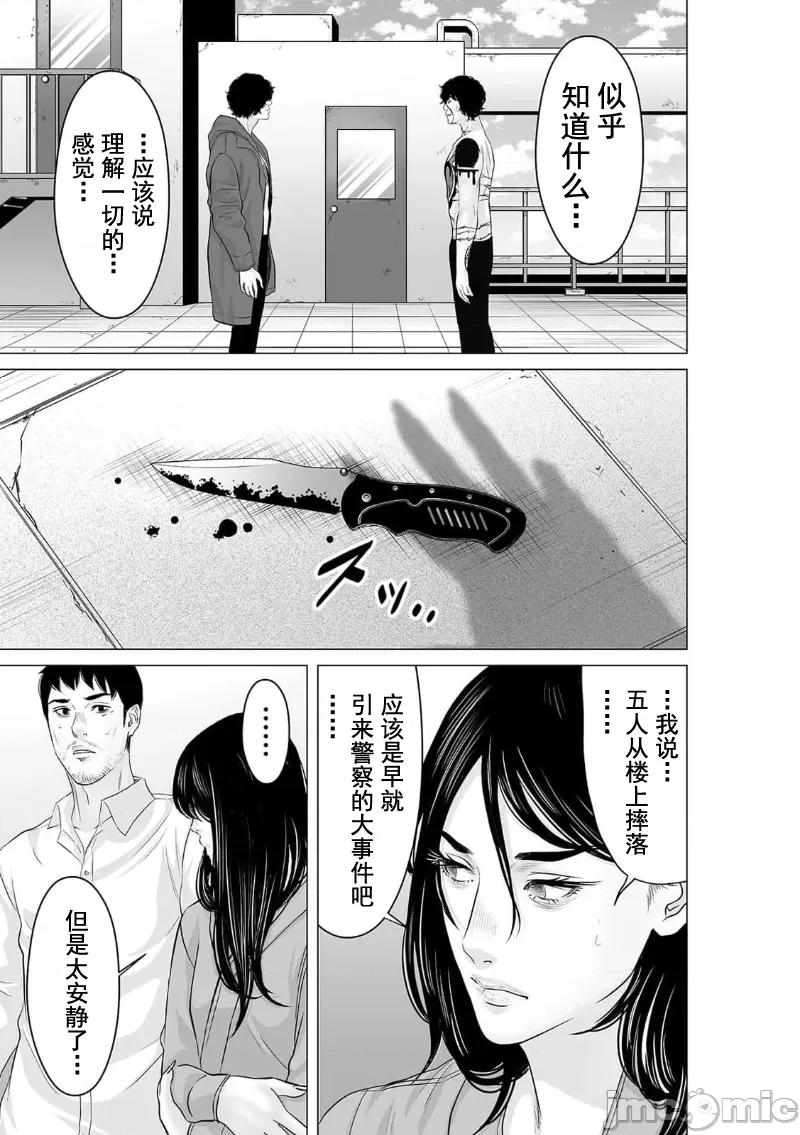 似乎
知道什么…
…应该说
理解一切的…
感觉…
スッ…
…我说…
五人从楼上摔落
……
应该是早就
引来警察的大事件吧
……
……
但是太安静了…
jmcomic